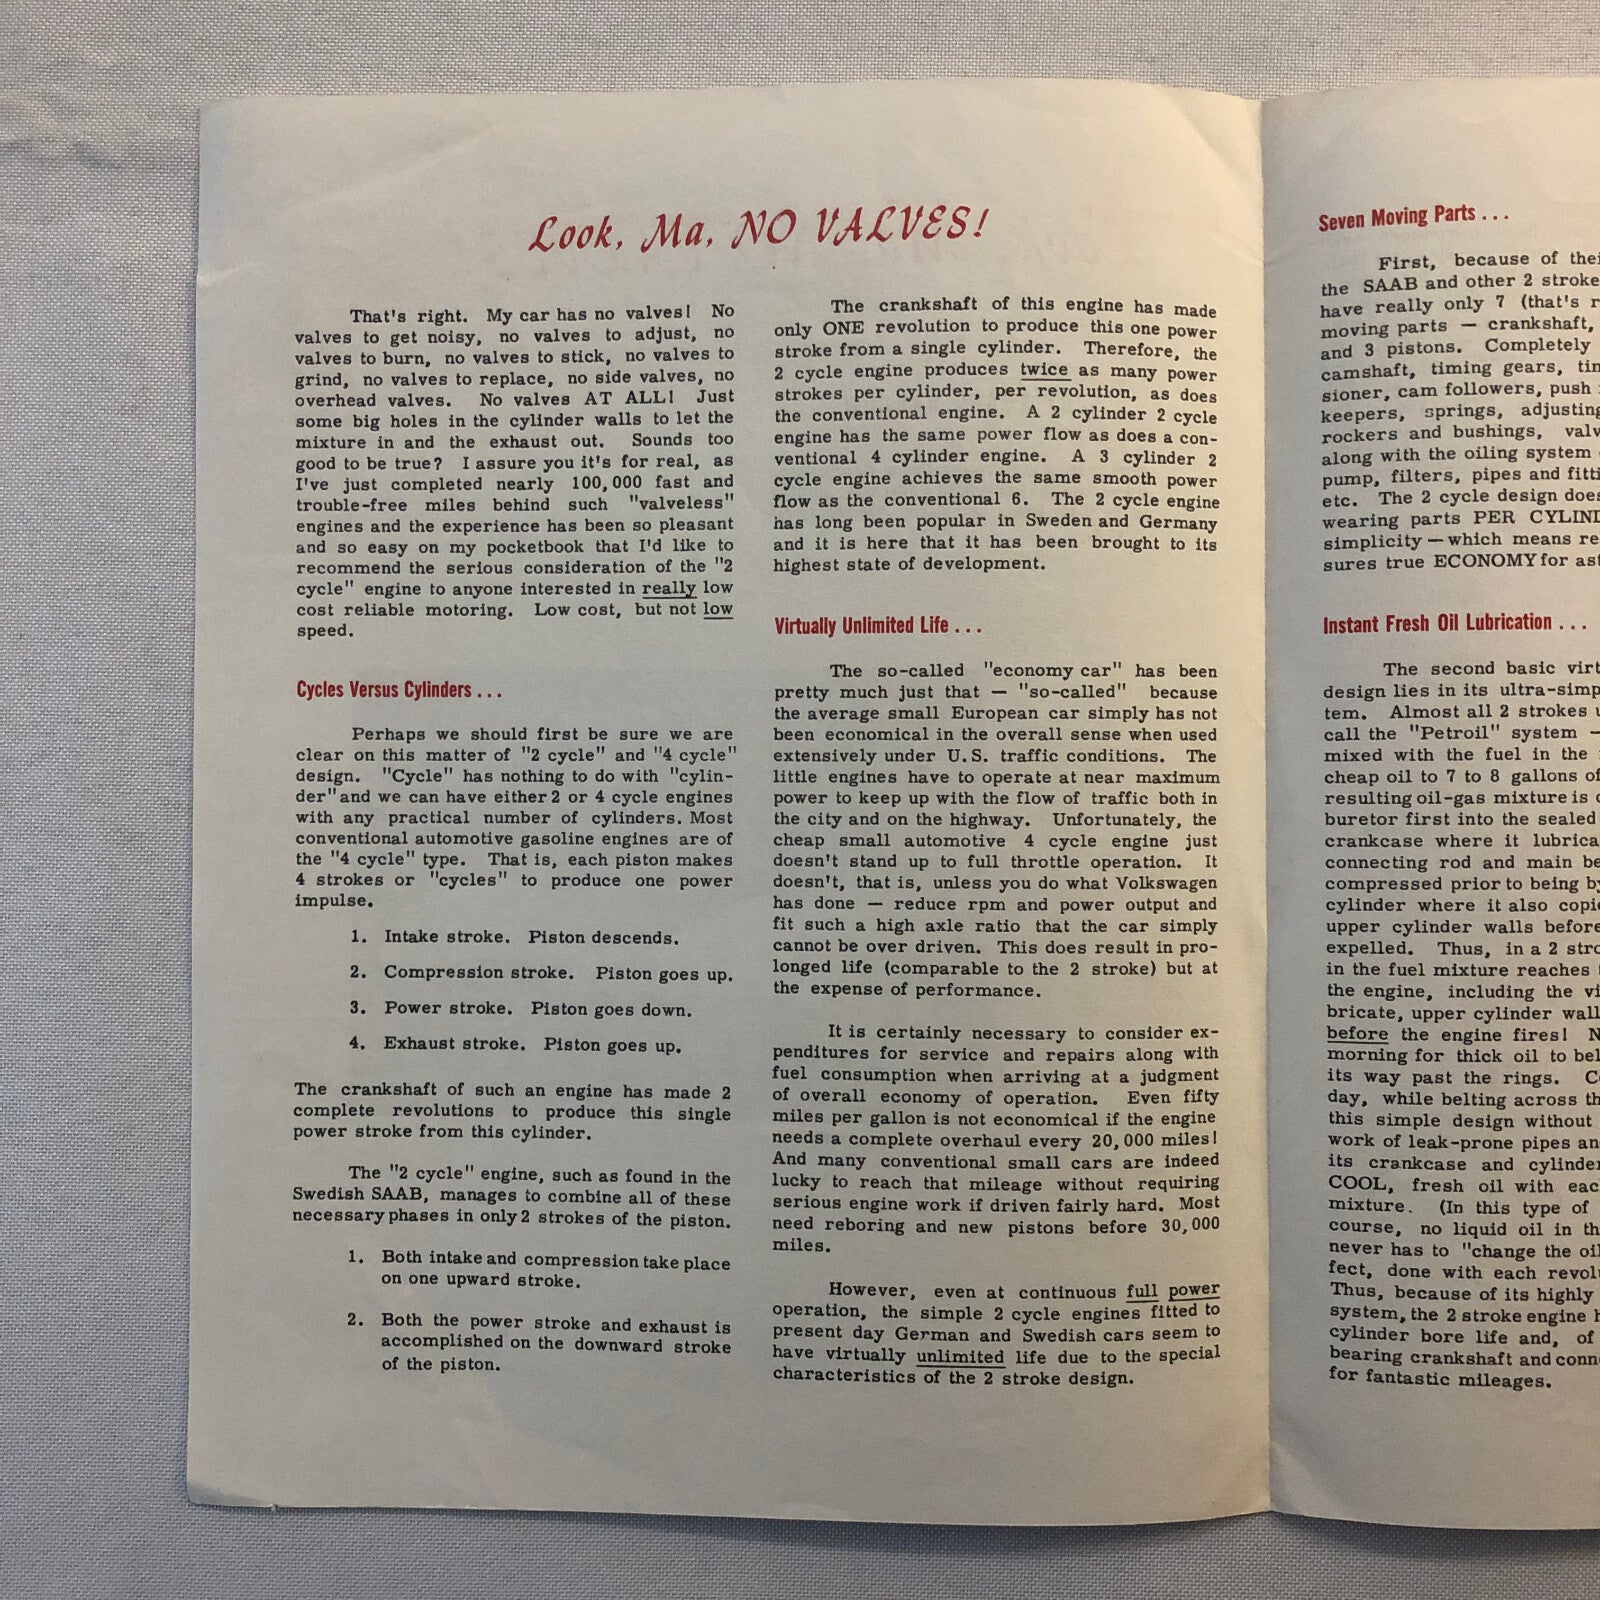 Look, Ma, NO VALVES!
That's right. My car has no valves! No
valves to get noisy, no valves to adjust, no
valves to burn, no valves to stick, no valves to
grind, no valves to replace, no side valves, no
overhead valves. No valves AT ALL! Just
some big holes in the cylinder walls to let the
mixture in and the exhaust out. Sounds too
good to be true? I assure you it's for real, as
I've just completed nearly 100,000 fast and
trouble-free miles behind such "valveless"
engines and the experience has been so pleasant
and so easy on my pocketbook that I'd like to
recommend the serious consideration of the "2
cycle" engine to anyone interested in really low
cost reliable motoring. Low cost, but not low
speed.
Cycles Versus Cylinders . . .
Perhaps we should first be sure we are
clear on this matter of "2 cycle" and "4 cycle"
design. "Cycle" has nothing to do with "cylin-
der" and we can have either 2 or 4 cycle engines
with any practical number of cylinders. Most
conventional automotive gasoline engines are of
the "4 cycle" type. That is, each piston makes
4 strokes or "cycles" to produce one power
impulse.
1. Intake stroke. Piston descends.
2. Compression stroke. Piston goes up.
3. Power stroke. Piston goes down.
4. Exhaust stroke. Piston goes up.
The crankshaft of such an engine has made 2
complete revolutions to produce this single
power stroke from this cylinder.
The "2 cycle" engine, such as found in the
Swedish SAAB, manages to combine all of these
necessary phases in only 2 strokes of the piston.
1. Both intake and compression take place
on one upward stroke.
2. Both the power stroke and exhaust is
accomplished on the downward stroke
of the piston.
The crankshaft of this engine has made
only ONE revolution to produce this one power
stroke from a single cylinder. Therefore, the
2 cycle engine produces twice as many power
strokes per cylinder, per revolution, as does
the conventional engine. A 2 cylinder 2 cycle
engine has the same power flow as does a con-
ventional 4 cylinder engine. A 3 cylinder 2
cycle engine achieves the same smooth power
flow as the conventional 6. The 2 cycle engine
has long been popular in Sweden and Germany
and it is here that it has been brought to its
highest state of development.
Virtually Unlimited Life . . .
The so-called "economy car" has been
pretty much just that — "so-called" because
the average small European car simply has not
been economical in the overall sense when used
extensively under U.S. traffic conditions. The
little engines have to operate at near maximum
power to keep up with the flow of traffic both in
the city and on the highway. Unfortunately, the
cheap small automotive 4 cycle engine just
doesn't stand up to full throttle operation. It
doesn't, that is, unless you do what Volkswagen
has done — reduce rpm and power output and
fit such a high axle ratio that the car simply
cannot be over driven. This does result in pro-
longed life (comparable to the 2 stroke) but at
the expense of performance.
It is certainly necessary to consider ex-
penditures for service and repairs along with
fuel consumption when arriving at a judgment
of overall economy of operation. Even fifty
miles per gallon is not economical if the engine
needs a complete overhaul every 20,000 miles!
And many conventional small cars are indeed
lucky to reach that mileage without requiring
serious engine work if driven fairly hard. Most
need reboring and new pistons before 30,000
miles.
However, even at continuous full power
operation, the simple 2 cycle engines fitted to
present day German and Swedish cars seem to
have virtually unlimited life due to the special
characteristics of the 2 stroke design.
Seven Moving Parts . . .
First, because of
the SAAB and other 2 stroke
have really only 7 (that's
moving parts — crankshaft,
and 3 pistons. Completely
camshaft, timing gears,
sioner, cam followers, push
keepers, springs, adjusting
rockers and bushings,
along with the oiling system
pump, filters, pipes and
etc. The 2 cycle design
wearing parts PER
simplicity — which means
sures true ECONOMY for
Instant Fresh Oil Lubrication . . .
The second basic
design lies in its
tem. Almost all 2 strokes
call the "Petroil" system —
mixed with the fuel in the
cheap oil to 7 to 8 gallons of
resulting oil-gas mixture is
buretor first into the sealed
crankcase where it
connecting rod and main
compressed prior to being
cylinder where it also
upper cylinder walls before
expelled. Thus, in a 2
in the fuel mixture reaches
the engine, including the
bricate, upper cylinder
before the engine fires!
morning for thick oil to
its way past the rings.
day, while belting across
this simple design without
work of leak-prone pipes
its crankcase and
COOL, fresh oil with
mixture. (In this type of
course, no liquid oil in
never has to "change the
fect, done with each
Thus, because of its highly
system, the 2 stroke engine
cylinder bore life and, of
bearing crankshaft and
for fantastic mileages.